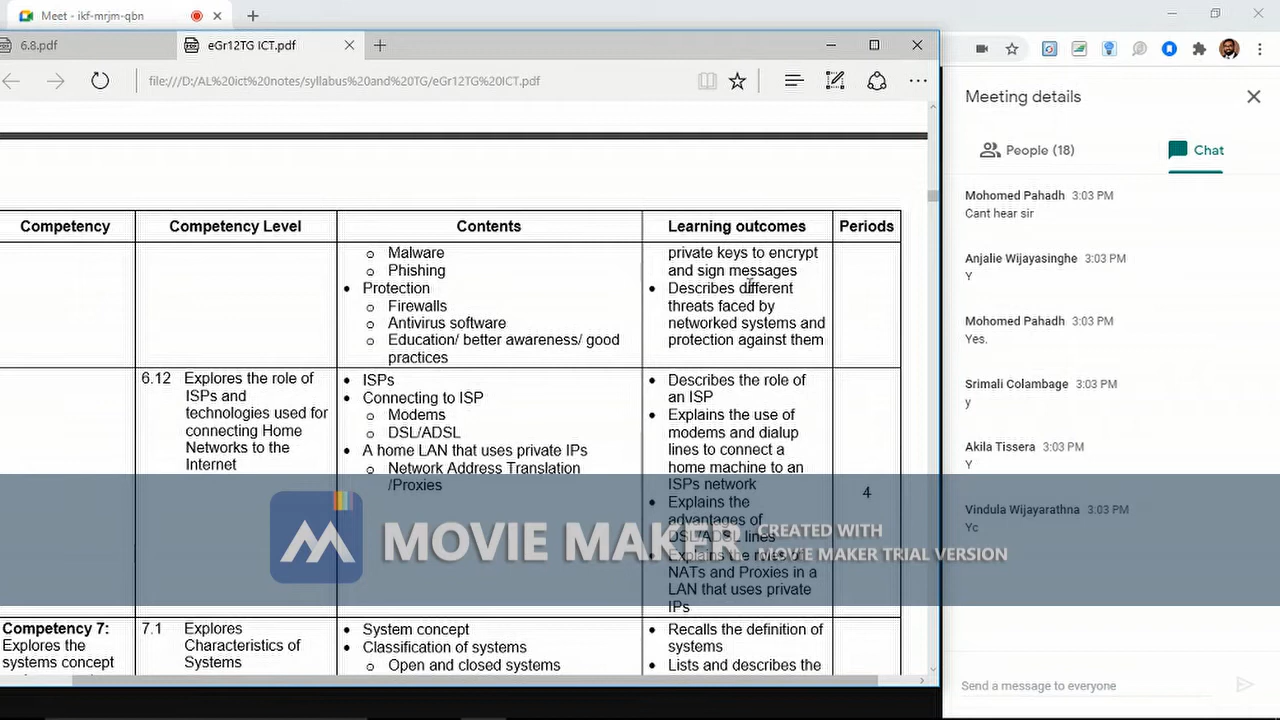 Meet - ikf-mrjm-qbn
6.8.pdf
eGr12TG ICT.pdf
file:///D:/AL%20ict%20notes/syllabus%20and%20TG/eGr12TG%20ICT.pdf
Competency
Competency Level
Contents
Learning outcomes
Periods
o Malware
o Phishing
• Protection
o Firewalls
o Antivirus software
o Education/ better awareness/ good
practices
private keys to encrypt
and sign messages
• Describes different
threats faced by
networked systems and
protection against them
6.12 Explores the role of
ISPs and
technologies used for
connecting Home
Networks to the
Internet
• ISPs
• Connecting to ISP
o Modems
o DSL/ADSL
• A home LAN that uses private IPs
o Network Address Translation
/Proxies
• Describes the role of
an ISP
• Explains the use of
modems and dialup
lines to connect a
home machine to an
ISPs network
• Explains the
advantages of
DSL/ADSL lines
• Explains the roles of
NATs and Proxies in a
LAN that uses private
IPs
4
Competency 7:
Explores the
systems concept
7.1 Explores
Characteristics of
Systems
• System concept
• Classification of systems
o Open and closed systems
• Recalls the definition of
systems
• Lists and describes the
MOVIE MAKER
CREATED WITH
MOVIE MAKER TRIAL VERSION
Meeting details
People (18)
Chat
Mohomed Pahadh 3:03 PM
Cant hear sir
Anjalie Wijayasinghe 3:03 PM
Y
Mohomed Pahadh 3:03 PM
Yes.
Srimali Colambage 3:03 PM
y
Akila Tissera 3:03 PM
Y
Vindula Wijayarathna 3:03 PM
Yc
Send a message to everyone